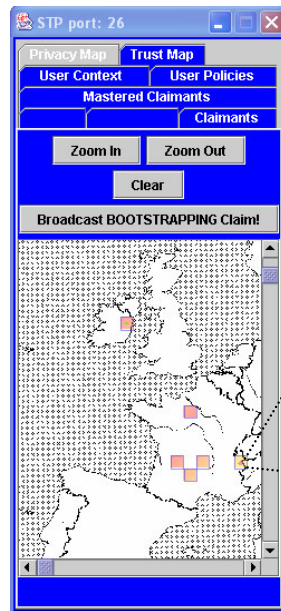 STP port: 26
Privacy Map Trust Map
User Context User Policies
Mastered Claimants
Claimants
Zoom In Zoom Out
Clear
Broadcast BOOTSTRAPPING Claim!